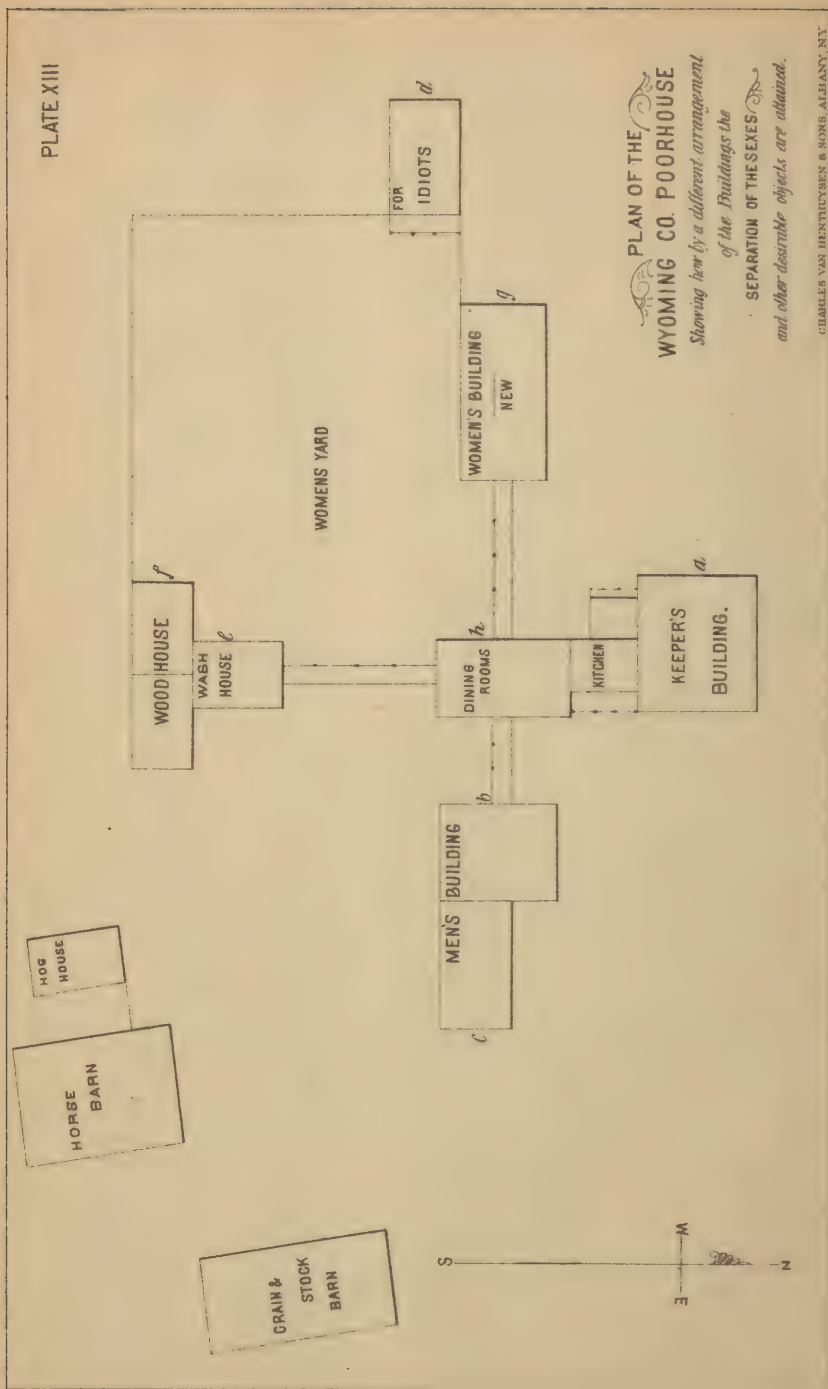 PLATE XIII
HOG
HOUSE
HORSE
BARN
GRAIN &
STOCK
BARN
WOOD HOUSE
f
WASH
HOUSE
e
WOMENS YARD
FOR
IDIOTS
d
MEN'S BUILDING
b
c
DINING
ROOMS
h
WOMEN'S BUILDING
NEW
g
KITCHEN
KEEPER'S
BUILDING.
a
S
E
W
N
PLAN OF THE
WYOMING CO. POORHOUSE
Showing how by a different arrangement
of the Buildings the
SEPARATION OF THE SEXES
and other desirable objects are attained.
CHARLES VAN BENTHUYSEN & SONS, ALBANY, NY